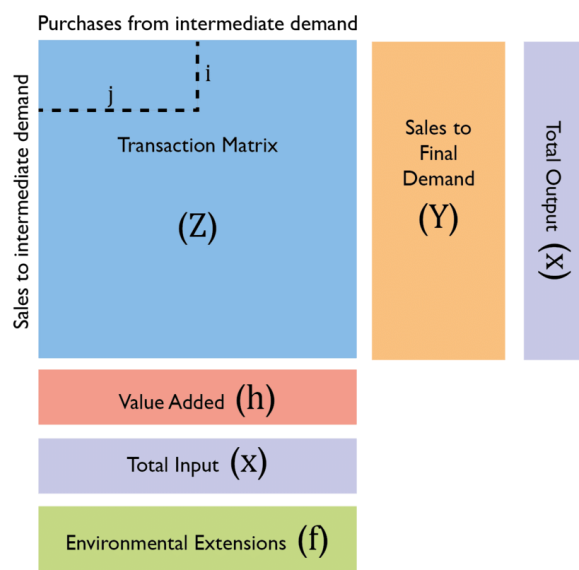 Purchases from intermediate demand
Sales to intermediate demand
i
j
Transaction Matrix
(Z)
Sales to
Final
Demand
(Y)
Total Output (x)
Value Added (h)
Total Input (x)
Environmental Extensions (f)